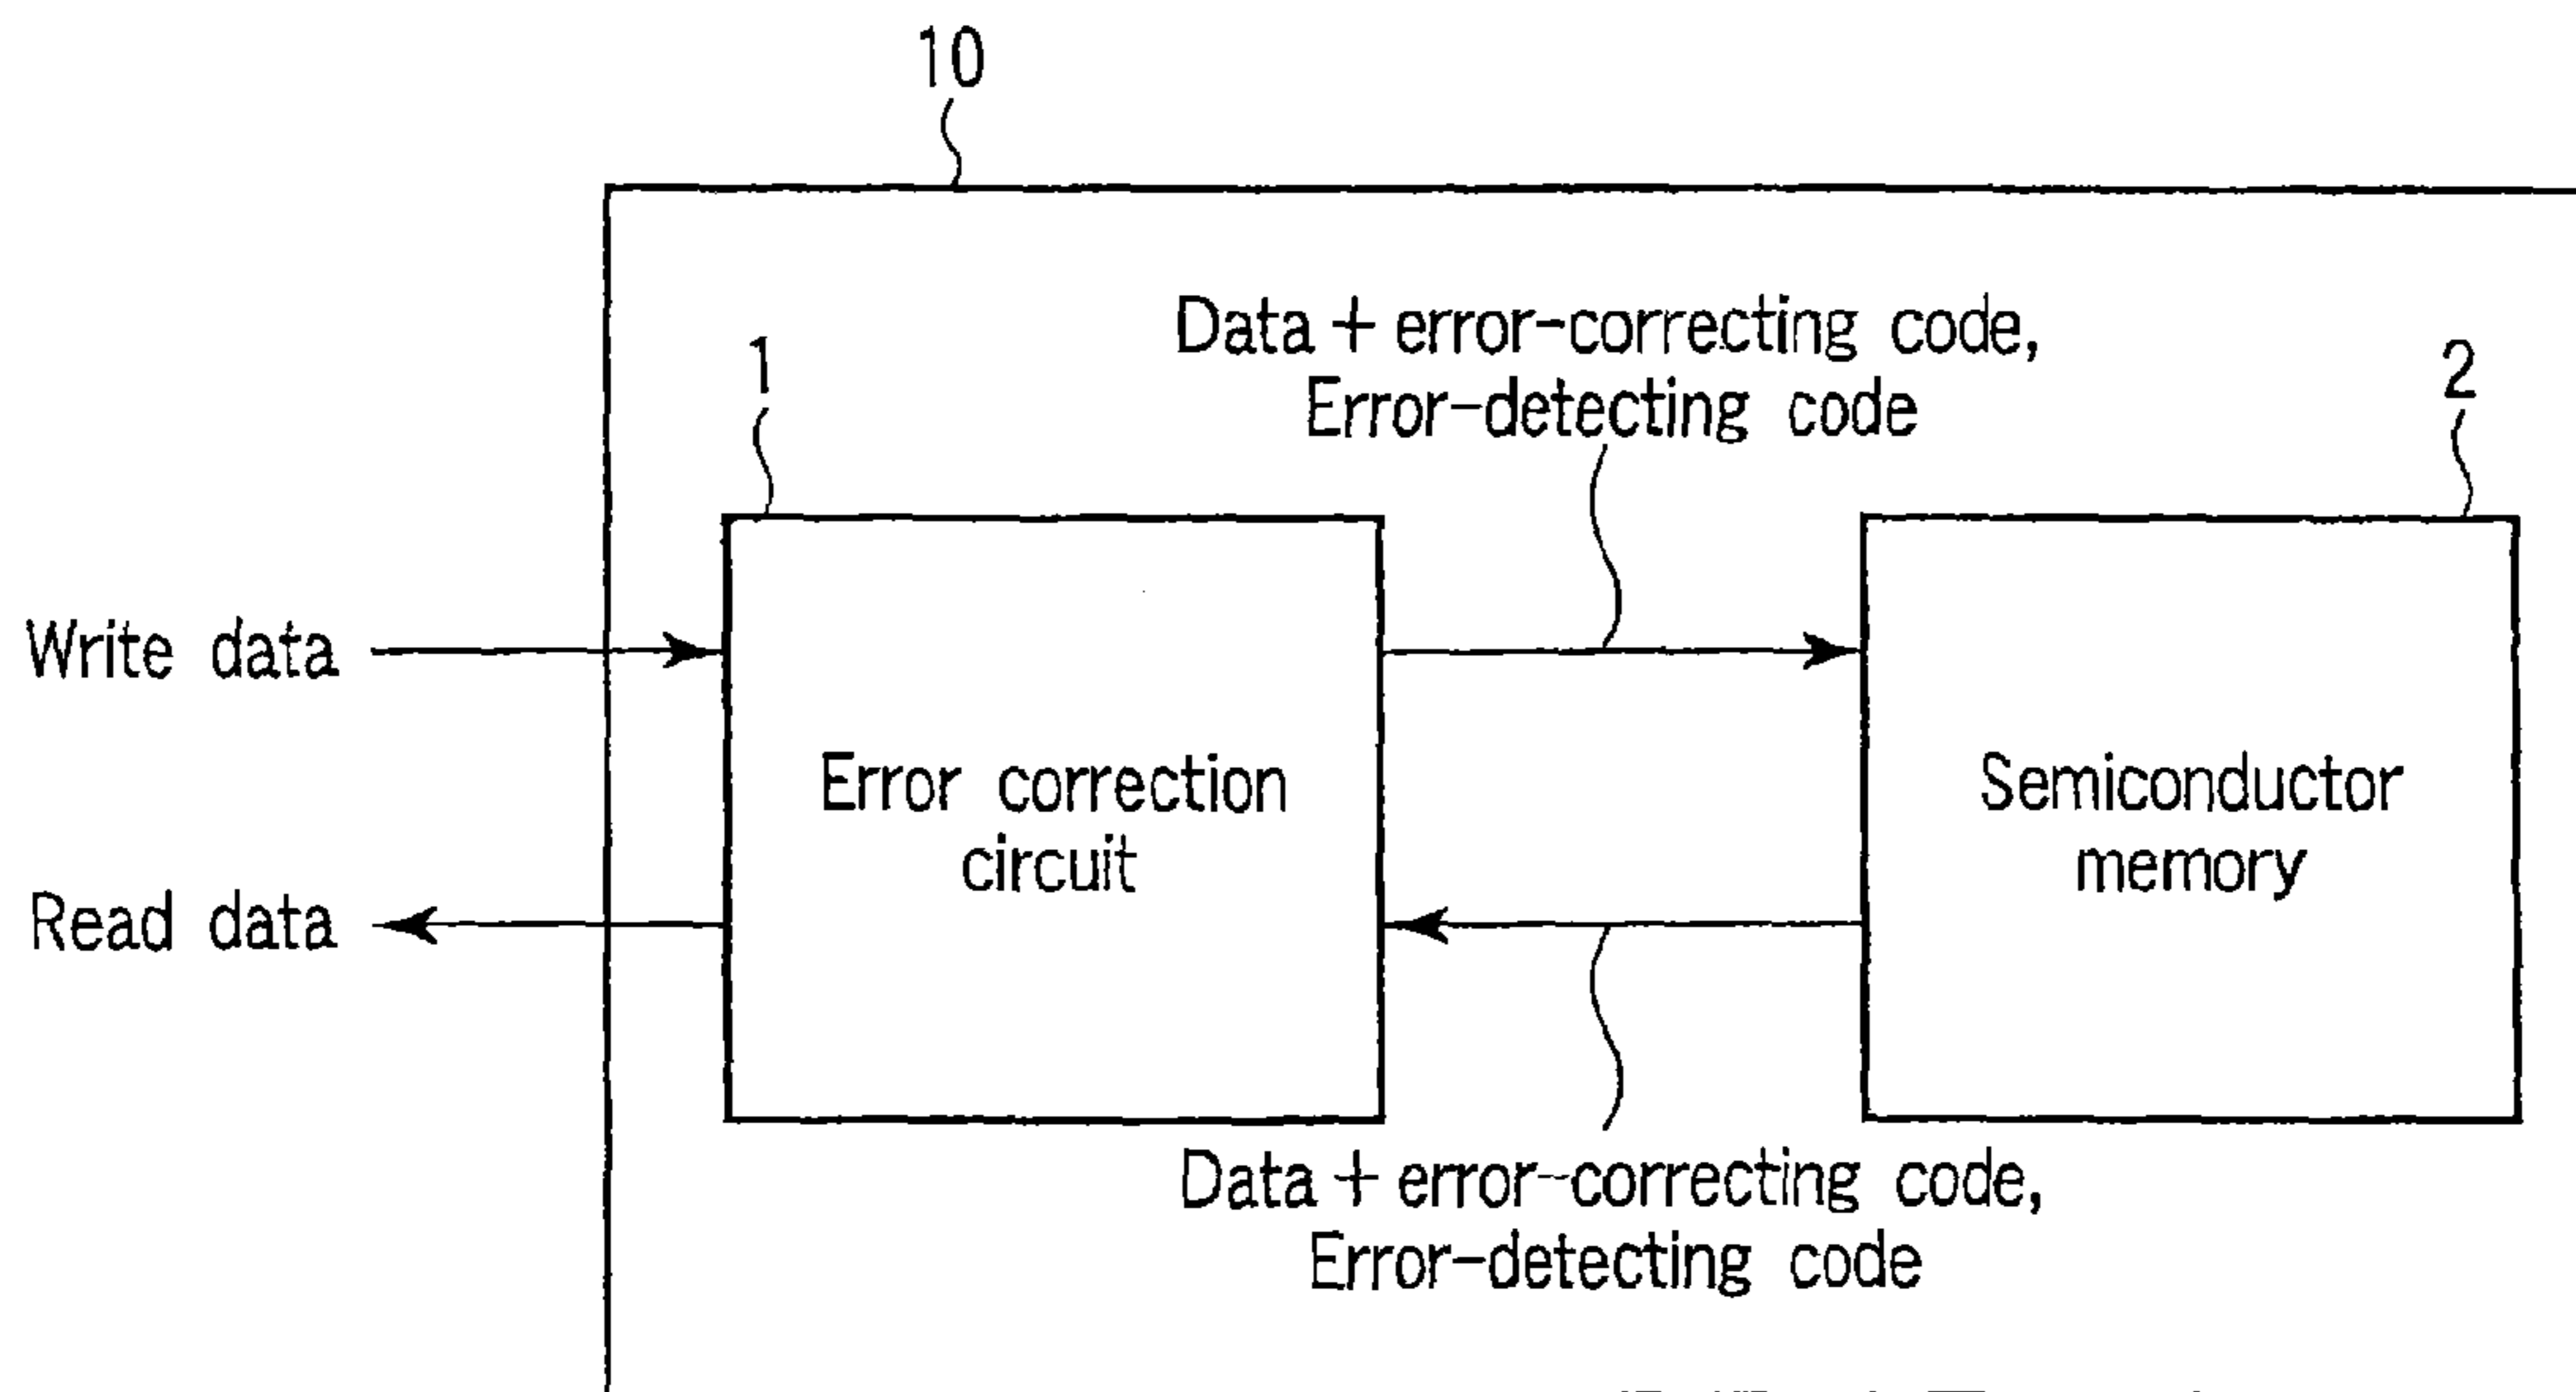 10
Data + error-correcting code,
Error-detecting code
1
2
Write data
Error correction
circuit
Semiconductor
memory
Read data
Data + error-correcting code,
Error-detecting code